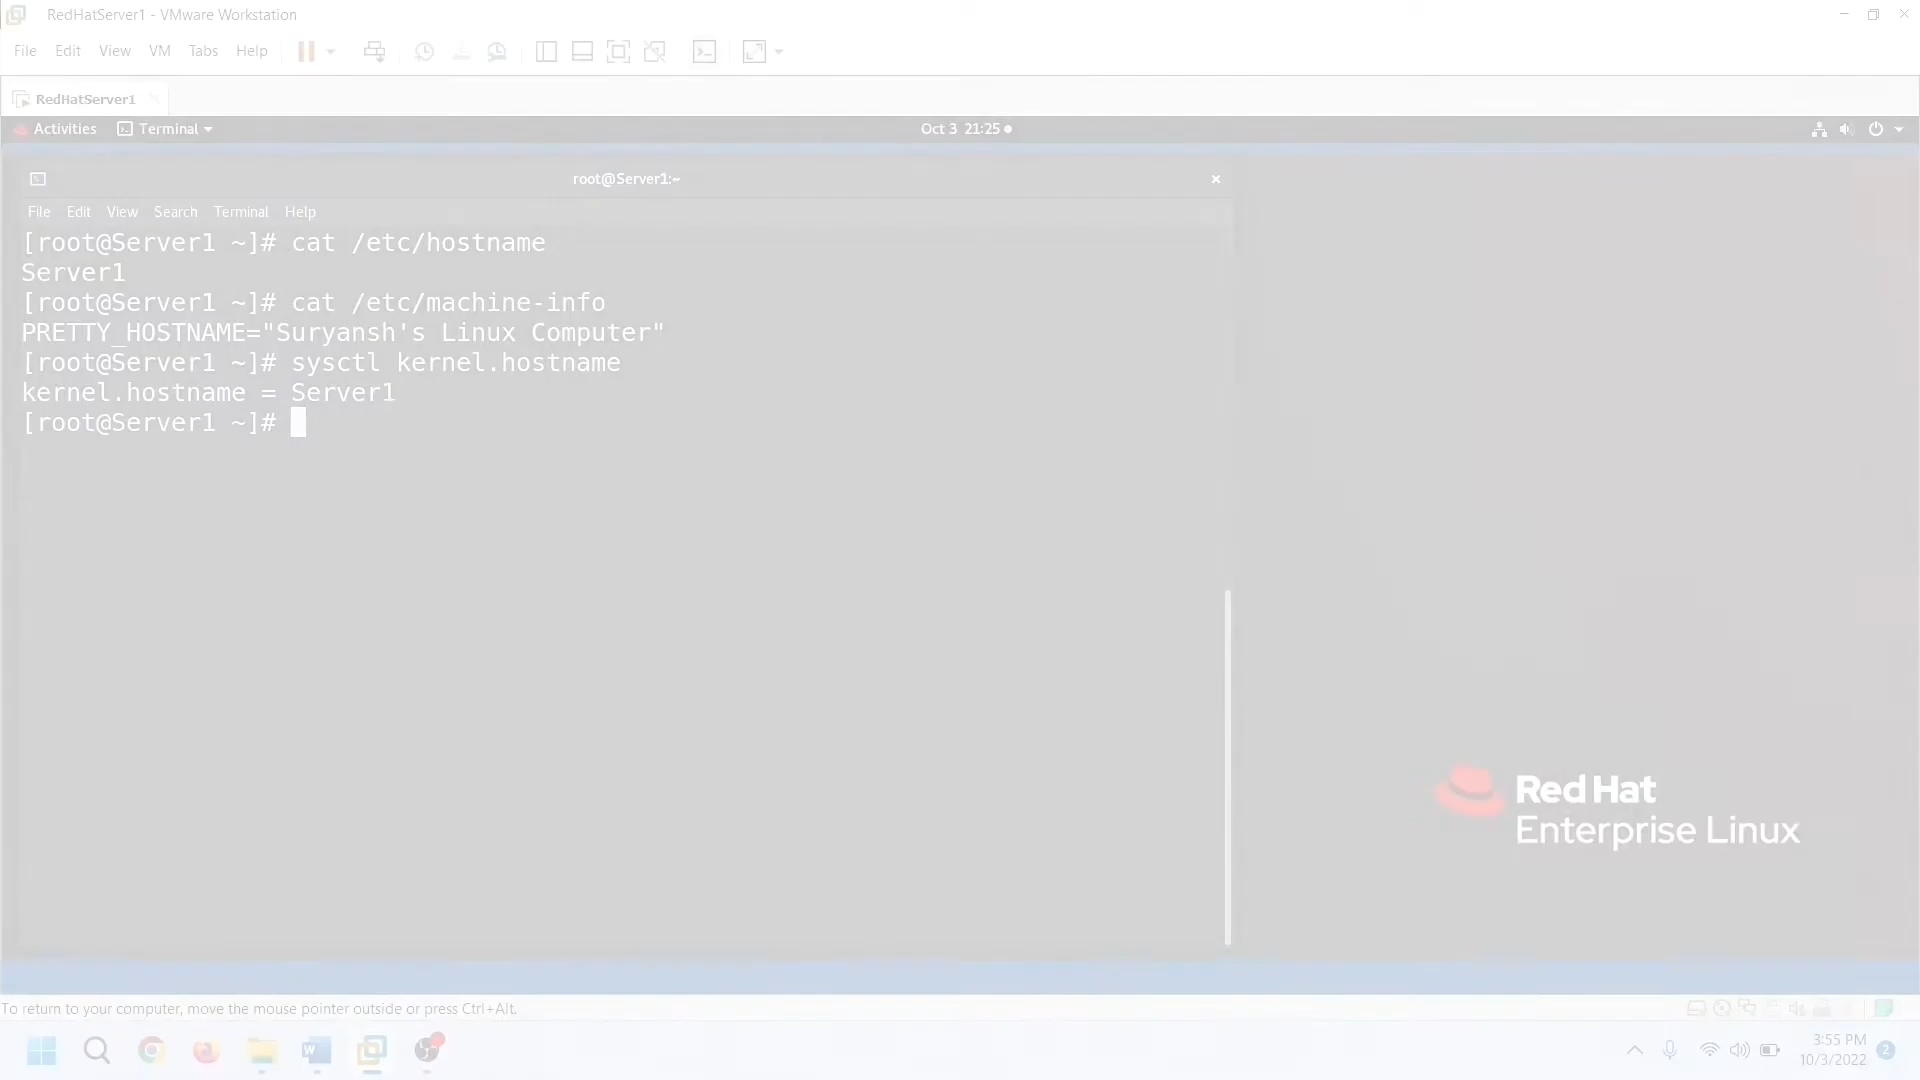 RedHatServer1 - VMware Workstation
File Edit View VM Tabs Help
RedHatServer1
Activities Terminal Oct 3 21:25
root@Server1:~
File Edit View Search Terminal Help
[root@Server1 ~]# cat /etc/hostname
Server1
[root@Server1 ~]# cat /etc/machine-info
PRETTY_HOSTNAME="Suryansh's Linux Computer"
[root@Server1 ~]# sysctl kernel.hostname
kernel.hostname = Server1
[root@Server1 ~]#
Red Hat
Enterprise Linux
To return to your computer, move the mouse pointer outside or press Ctrl+Alt.
3:55 PM
10/3/2022
2